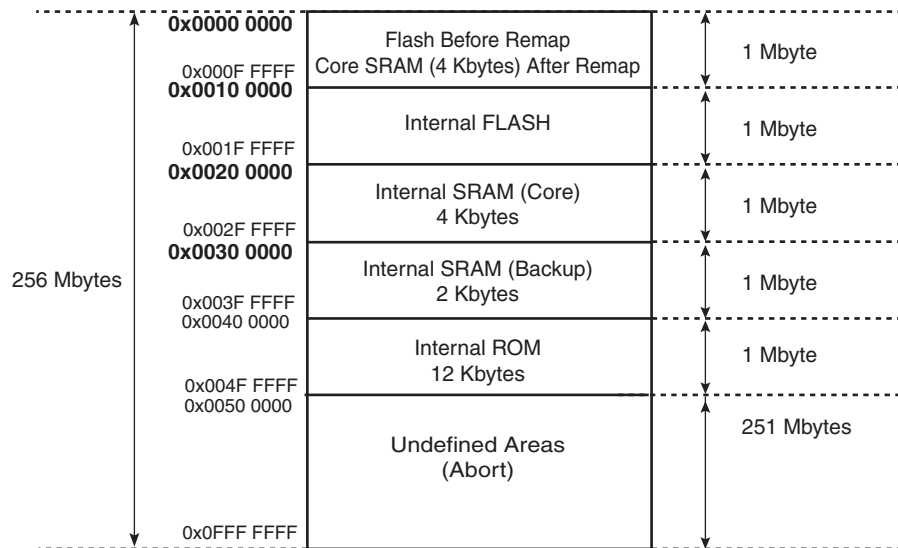 0x0000 0000
Flash Before Remap
Core SRAM (4 Kbytes) After Remap
1 Mbyte
0x000F FFFF
0x0010 0000
Internal FLASH
1 Mbyte
0x001F FFFF
0x0020 0000
Internal SRAM (Core)
4 Kbytes
1 Mbyte
0x002F FFFF
0x0030 0000
256 Mbytes
Internal SRAM (Backup)
2 Kbytes
1 Mbyte
0x003F FFFF
0x0040 0000
Internal ROM
12 Kbytes
1 Mbyte
0x004F FFFF
0x0050 0000
Undefined Areas
(Abort)
251 Mbytes
0x0FFF FFFF